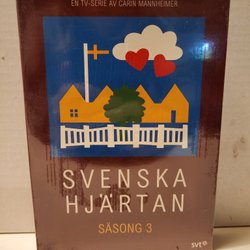 EN TV-SERIE AV CARIN MANNHEIMER
SVENSKA
HJÄRTAN
SÄSONG 3
svt